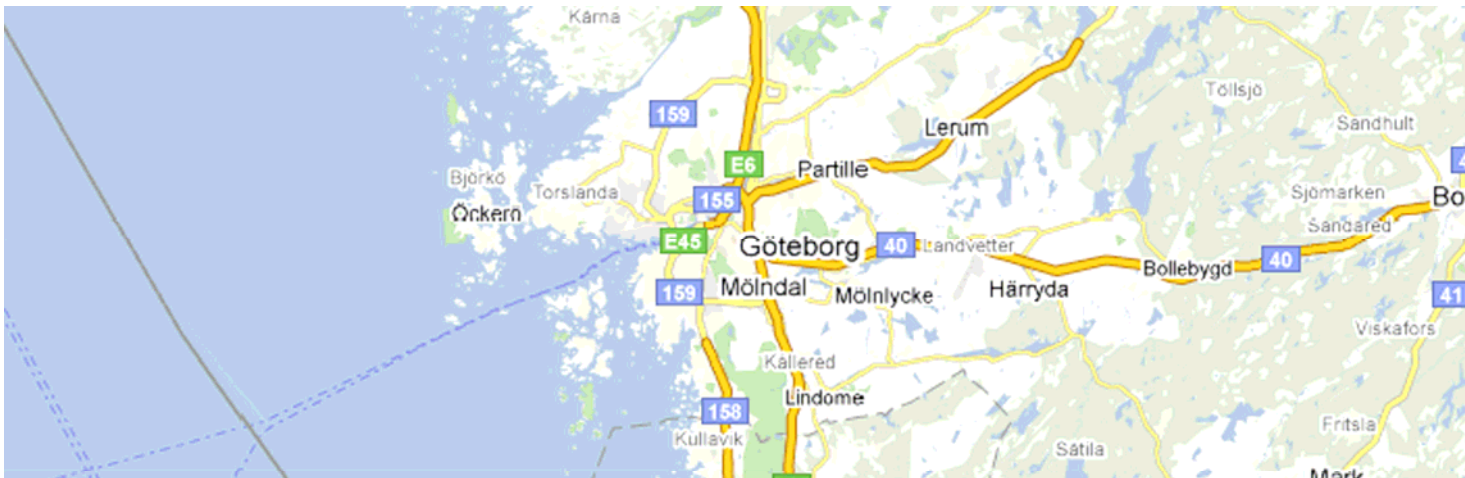 Kärna
Töllsjö
159
Lerum
Sandhult
E6
Partille
Björkö
Torslanda
155
Sjömarken
Bo
Öckerö
Sandared
E45
Göteborg
40
Landvetter
40
Bollebygd
159
Mölndal
Mölnlycke
Härryda
41
Viskafors
Kållered
Lindome
158
Kullavik
Fritsla
Sätila
Mark